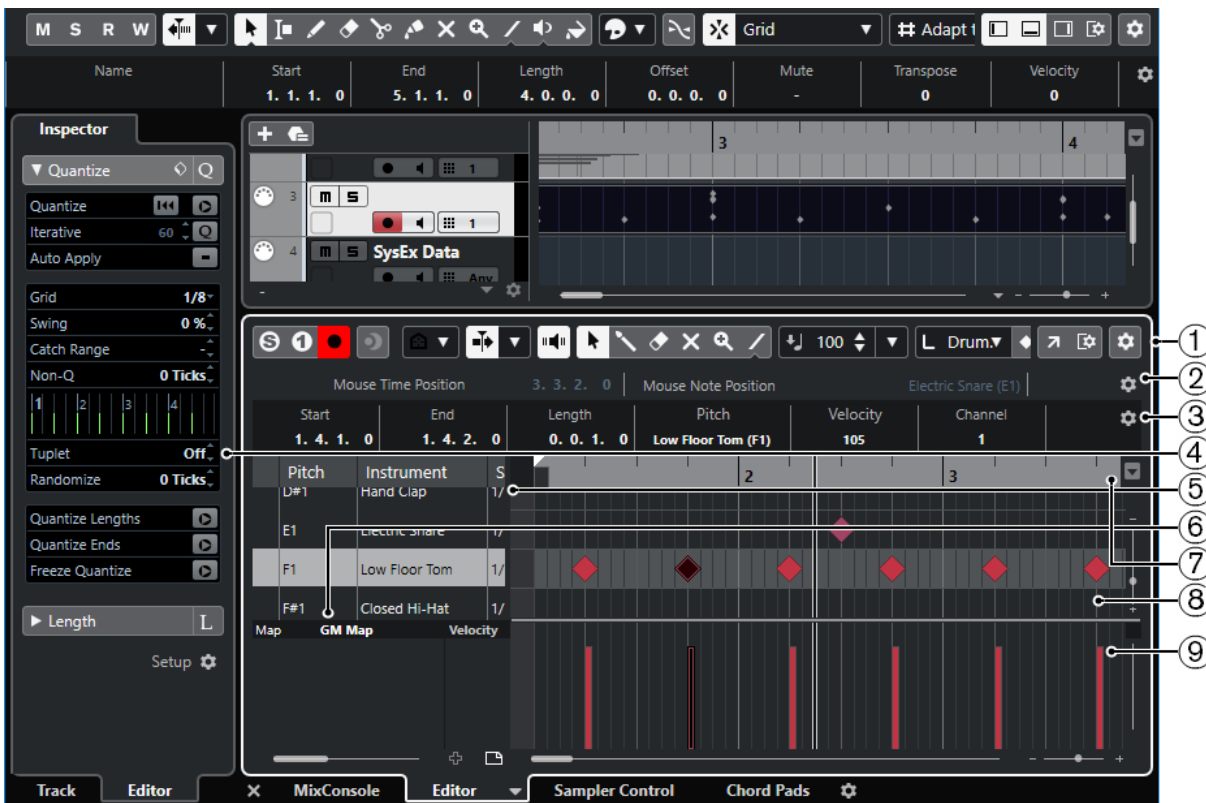 M S R W Grid Adapt t
Name Start End Length Offset Mute Transpose Velocity
1. 1. 1. 0 5. 1. 1. 0 4. 0. 0. 0 0. 0. 0. 0 - 0 0
Inspector
Quantize Q
Quantize
Iterative 60 Q
Auto Apply
Grid 1/8
Swing 0 %
Catch Range -
Non-Q 0 Ticks
1 2 3 4
Tuplet Off
Randomize 0 Ticks
Quantize Lengths
Quantize Ends
Freeze Quantize
Length L
Setup
3 4
1
3 m S
1
4 m S SysEx Data
Any
-
S 1 100 L Drum
Mouse Time Position 3. 3. 2. 0 Mouse Note Position Electric Snare (E1)
Start End Length Pitch Velocity Channel
1. 4. 1. 0 1. 4. 2. 0 0. 0. 1. 0 Low Floor Tom (F1) 105 1
Pitch Instrument S 2 3
D#1 Hand Clap 1/
E1 Electric Snare 1/
F1 Low Floor Tom 1/
F#1 Closed Hi-Hat 1/
Map GM Map Velocity
1
2
3
4
5
6
7
8
9
Track Editor MixConsole Editor Sampler Control Chord Pads